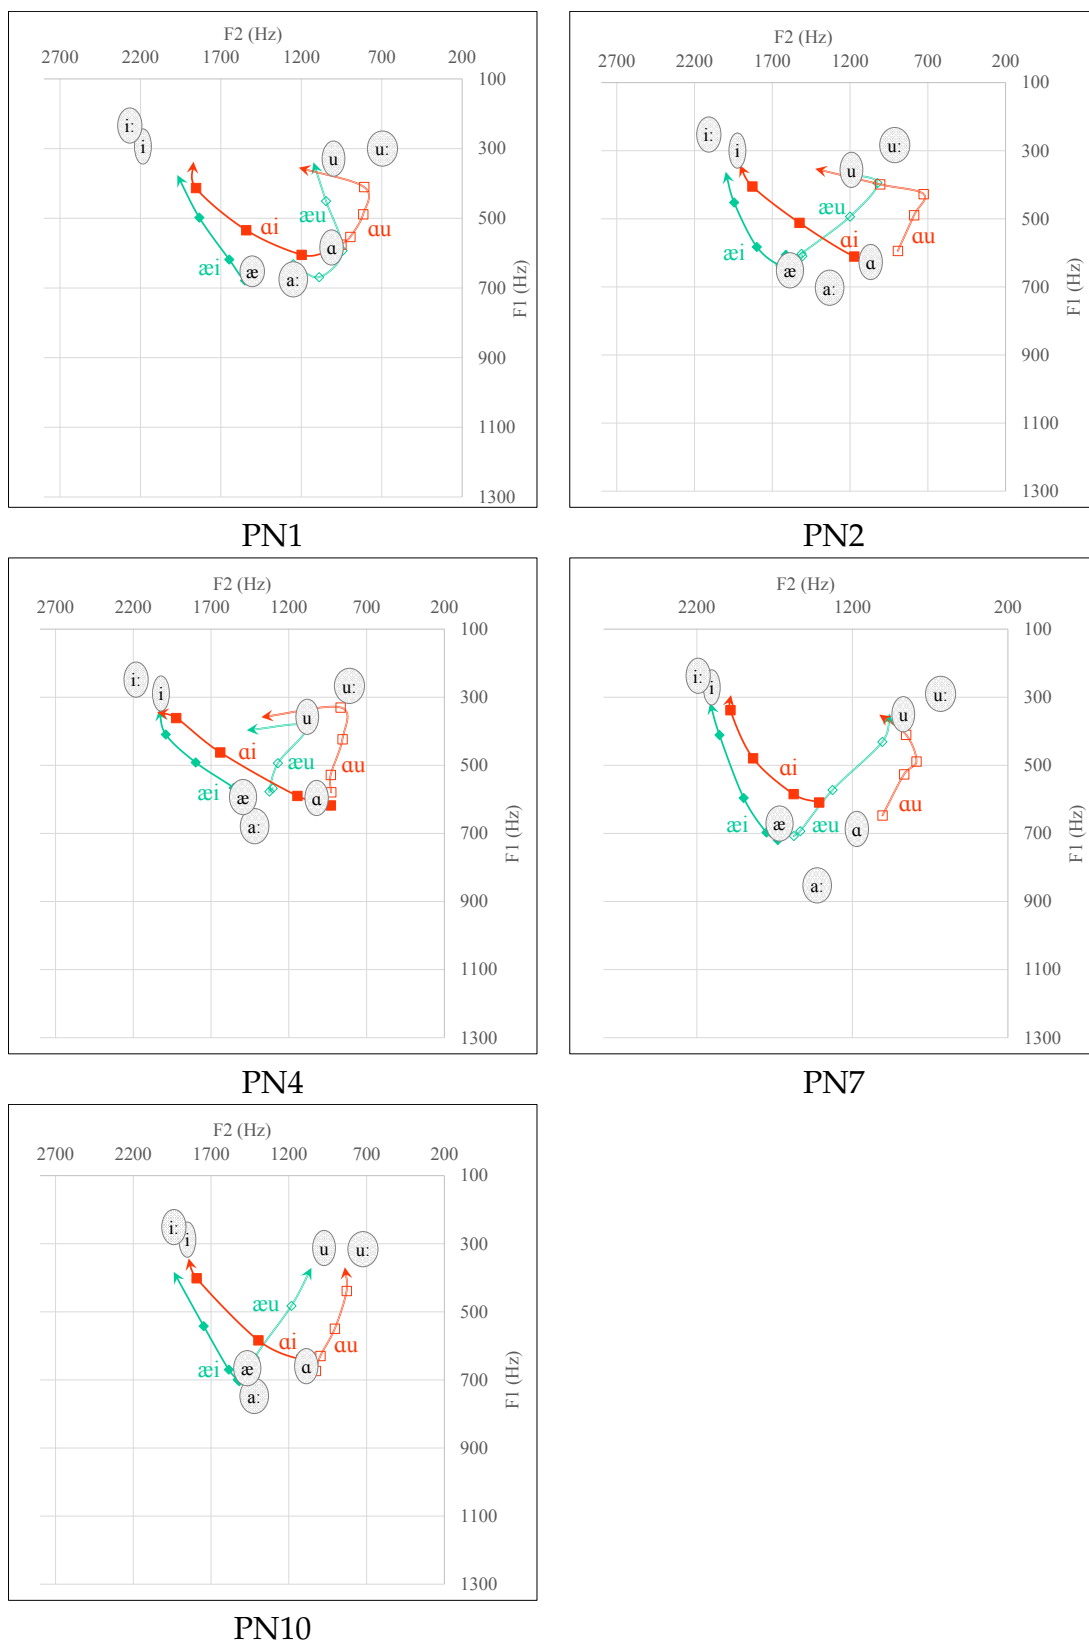 F2 (Hz)
2700 2200 1700 1200 700 200
100
300
500
700
900
1100
1300
F1 (Hz)
i:
i
u
u:
æu
ɑu
ɑi
ɑ
æi
æ
a:
PN1
F2 (Hz)
2700 2200 1700 1200 700 200
100
300
500
700
900
1100
1300
F1 (Hz)
i:
i
u
u:
æu
ɑu
æi
ɑi
ɑ
æ
a:
PN2
F2 (Hz)
2700 2200 1700 1200 700 200
100
300
500
700
900
1100
1300
F1 (Hz)
i:
i
u
u:
ɑi
æu
ɑu
æi
æ
ɑ
a:
PN4
F2 (Hz)
2200 1200 200
100
300
500
700
900
1100
1300
F1 (Hz)
i:
i
u
u:
ɑi
ɑu
æi
æ
æu
ɑ
a:
PN7
F2 (Hz)
2700 2200 1700 1200 700 200
100
300
500
700
900
1100
1300
F1 (Hz)
i:
i
u
u:
æu
ɑi
ɑu
æi
æ
ɑ
a:
PN10